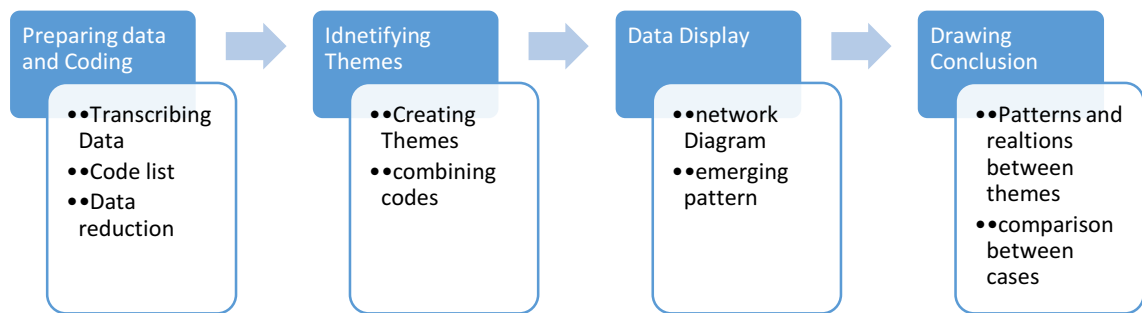 Preparing data
and Coding
••Transcribing
Data
••Code list
••Data
reduction
Idnetifying
Themes
••Creating
Themes
••combining
codes
Data Display
••network
Diagram
••emerging
pattern
Drawing
Conclusion
••Patterns and
realtions
between
themes
••comparison
between
cases